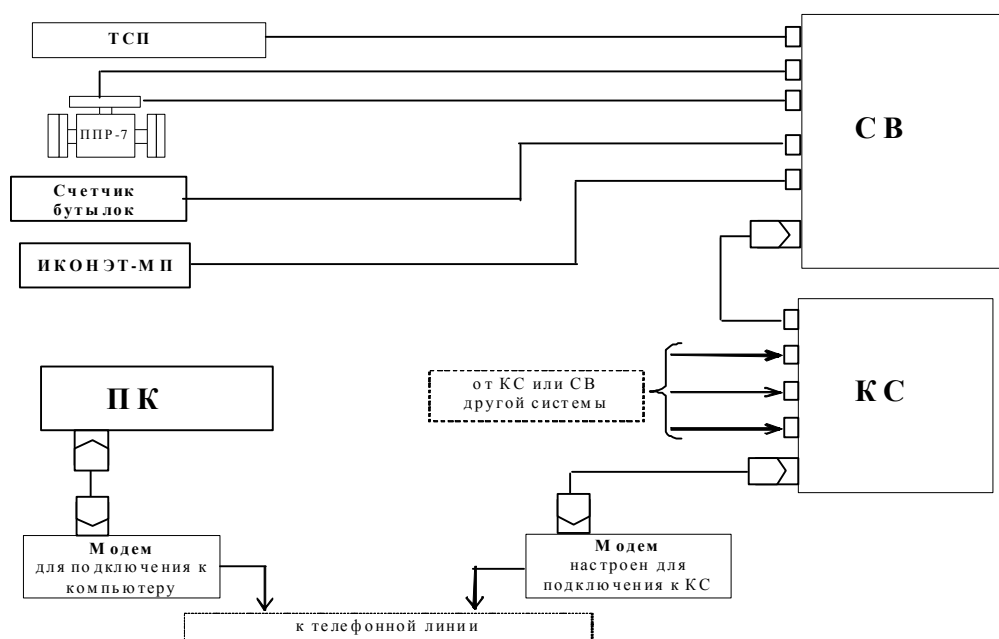 ТСП
ППР-7
СВ
Счетчик
бутылок
ИКОНЭТ-МП
ПК
от КС или СВ
другой системы
КС
Модем
для подключения к
компьютеру
Модем
настроен для
подключения к КС
к телефонной линии